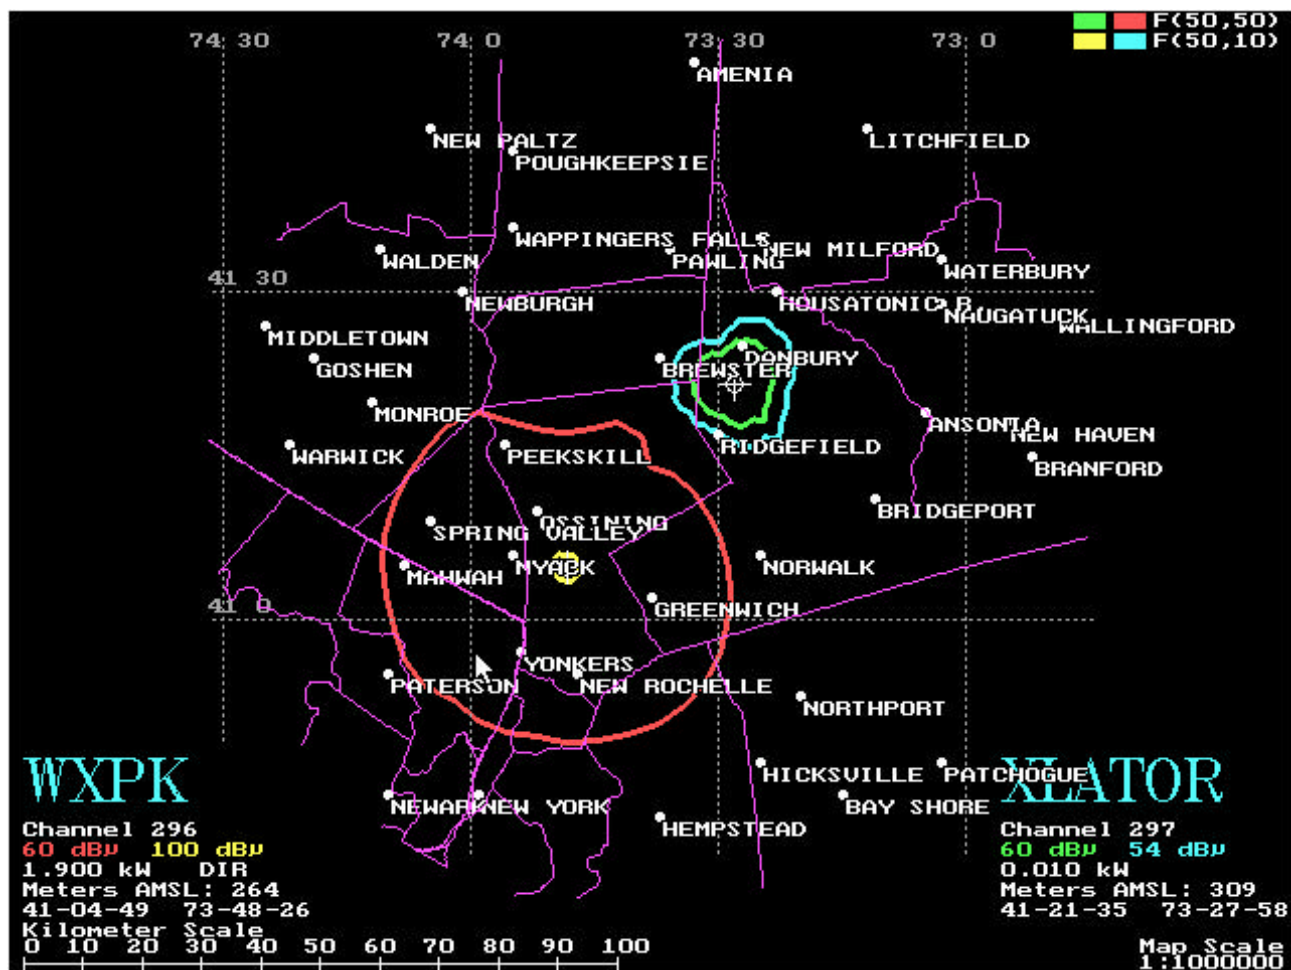 F(50,50)
74 30 74 0 73 30 73 0 F(50,10)
AMENIA
NEW PALTZ LITCHFIELD
POUGHKEEPSIE
WAPPINGERS FALLS NEW MILFORD
WALDEN PAWLING WATERBURY
41 30
NEWBURGH HOUSATONIC R NAUGATUCK
MIDDLETOWN WALLINGFORD
GOSHEN BREWSTER DANBURY
MONROE ANSONIA NEW HAVEN
WARWICK PEEKSKILL RIDGEFIELD BRANFORD
SPRING VALLEY OSSINING BRIDGEPORT
MAHWAH NYACK NORWALK
41 0 GREENWICH
YONKERS
PATERSON NEW ROCHELLE
NORTHPORT
HICKSVILLE PATCHOGUE
NEWARK NEW YORK BAY SHORE
HEMPSTEAD
WXPK
Channel 296
60 dBµ 100 dBµ
1.900 kW DIR
Meters AMSL: 264
41-04-49 73-48-26
Kilometer Scale
0 10 20 30 40 50 60 70 80 90 100
XLATOR
Channel 297
60 dBµ 54 dBµ
0.010 kW
Meters AMSL: 309
41-21-35 73-27-58
Map Scale
1:1000000